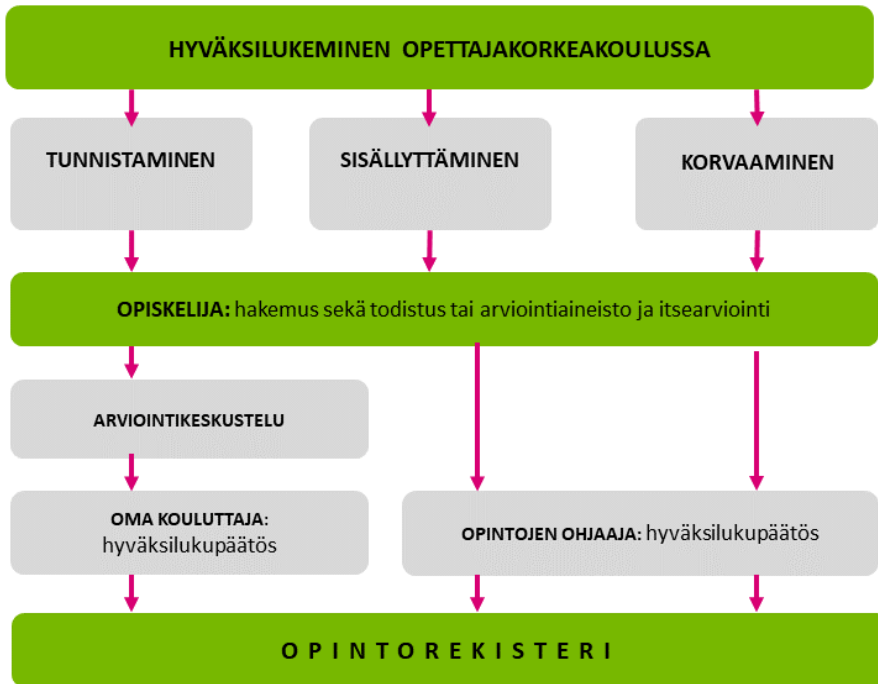 HYVÄKSILUKEMINEN OPETTAJAKORKEAKOULUSSA
TUNNISTAMINEN
SISÄLLYTTÄMINEN
KORVAAMINEN
OPISKELIJA: hakemus sekä todistus tai arviointiaineisto ja itsearviointi
ARVIOINTIKESKUSTELU
OMA KOULUTTAJA:
hyväksilukupäätös
OPINTOJEN OHJAAJA: hyväksilukupäätös
O P I N T O R E K I S T E R I